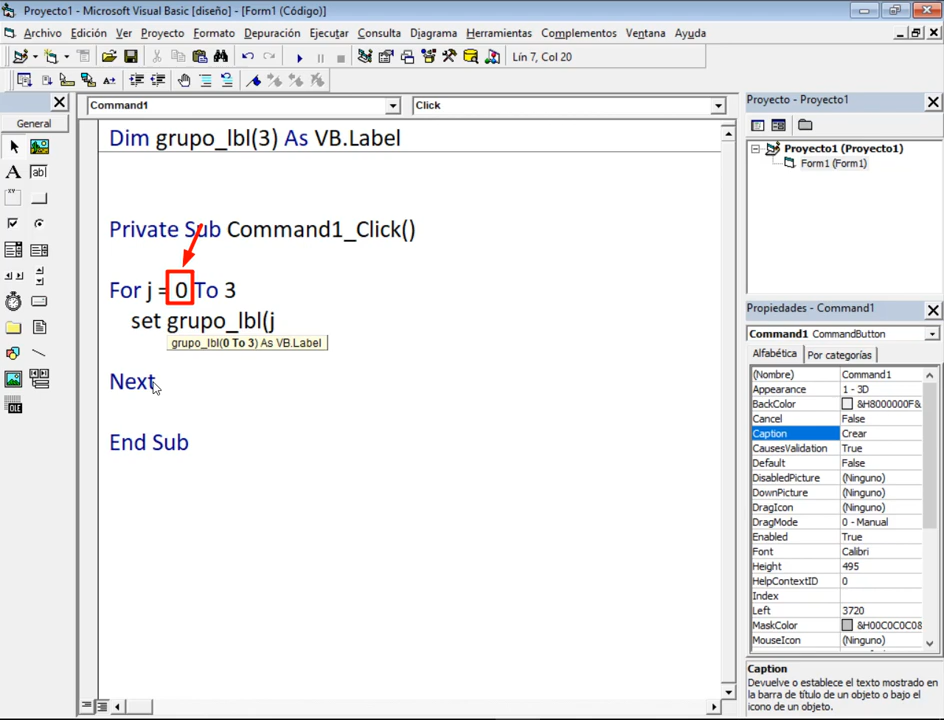 Proyecto1 - Microsoft Visual Basic [diseño] - [Form1 (Código)]
Archivo Edición Ver Proyecto Formato Depuración Ejecutar Consulta Diagrama Herramientas Complementos Ventana Ayuda
Lín 7, Col 20
General
A
ab|
xv
OLE
Command1
Click
Dim grupo_lbl(3) As VB.Label
Private Sub Command1_Click()
For j = 0 To 3
set grupo_lbl(j
grupo_lbl(0 To 3) As VB.Label
Next
End Sub
Proyecto - Proyecto1
Proyecto1 (Proyecto1)
Form1 (Form1)
Propiedades - Command1
Command1 CommandButton
Alfabética Por categorías
(Nombre) Command1
Appearance 1 - 3D
BackColor &H8000000F&
Cancel False
Caption Crear
CausesValidation True
Default False
DisabledPicture (Ninguno)
DownPicture (Ninguno)
DragIcon (Ninguno)
DragMode 0 - Manual
Enabled True
Font Calibri
Height 495
HelpContextID 0
Index
Left 3720
MaskColor &H00C0C0C0&
MouseIcon (Ninguno)
Caption
Devuelve o establece el texto mostrado en
la barra de título de un objeto o bajo el
icono de un objeto.